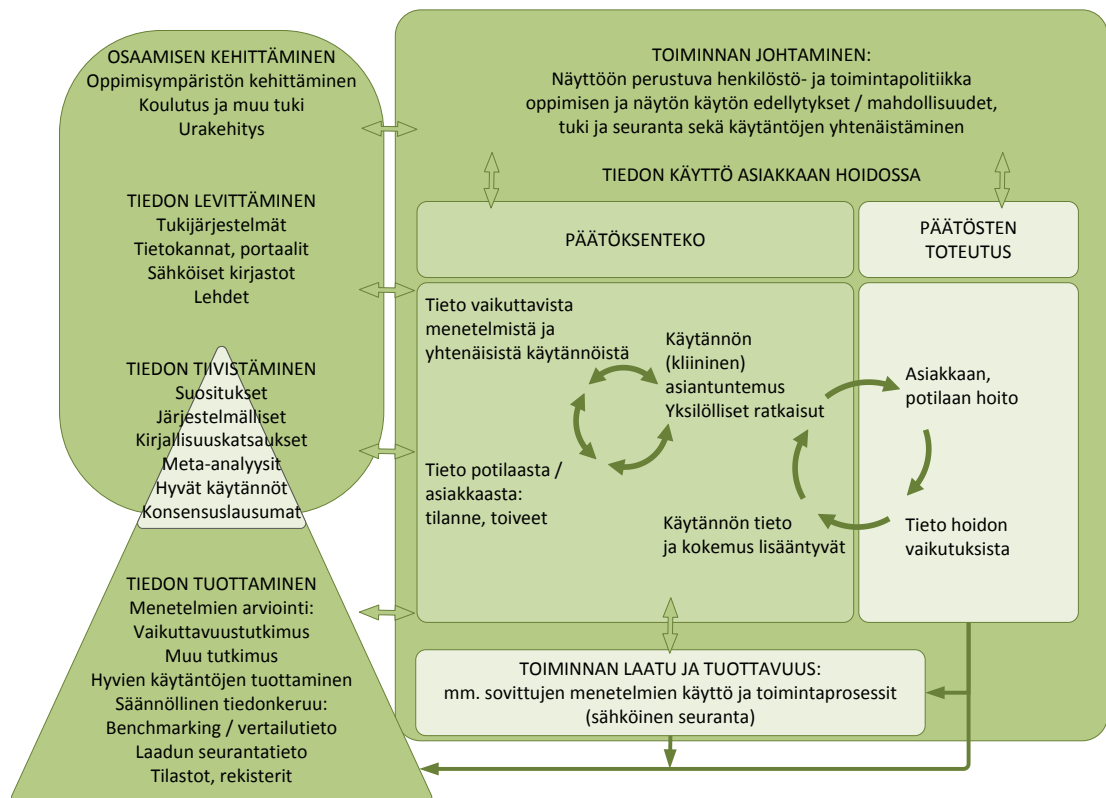 OSAAMISEN KEHITTÄMINEN
Oppimisympäristön kehittäminen
Koulutus ja muu tuki
Urakehitys
TIEDON LEVITTÄMINEN
Tukijärjestelmät
Tietokannat, portaalit
Sähköiset kirjastot
Lehdet
TIEDON TIIVISTÄMINEN
Suositukset
Järjestelmälliset
Kirjallisuuskatsaukset
Meta-analyysit
Hyvät käytännöt
Konsensuslausumat
TIEDON TUOTTAMINEN
Menetelmien arviointi:
Vaikuttavuustutkimus
Muu tutkimus
Hyvien käytäntöjen tuottaminen
Säännöllinen tiedonkeruu:
Benchmarking / vertailutieto
Laadun seurantatieto
Tilastot, rekisterit
TOIMINNAN JOHTAMINEN:
Näyttöön perustuva henkilöstö- ja toimintapolitiikka
oppimisen ja näytön käytön edellytykset / mahdollisuudet,
tuki ja seuranta sekä käytäntöjen yhtenäistäminen
TIEDON KÄYTTÖ ASIAKKAAN HOIDOSSA
PÄÄTÖKSENTEKO
PÄÄTÖSTEN
TOTEUTUS
Tieto vaikuttavista
menetelmistä ja
yhtenäisistä käytännöistä
Käytännön
(kliininen)
asiantuntemus
Yksilölliset ratkaisut
Asiakkaan,
potilaan hoito
Tieto potilaasta /
asiakkaasta:
tilanne, toiveet
Käytännön tieto
ja kokemus lisääntyvät
Tieto hoidon
vaikutuksista
TOIMINNAN LAATU JA TUOTTAVUUS:
mm. sovittujen menetelmien käyttö ja toimintaprosessit
(sähköinen seuranta)